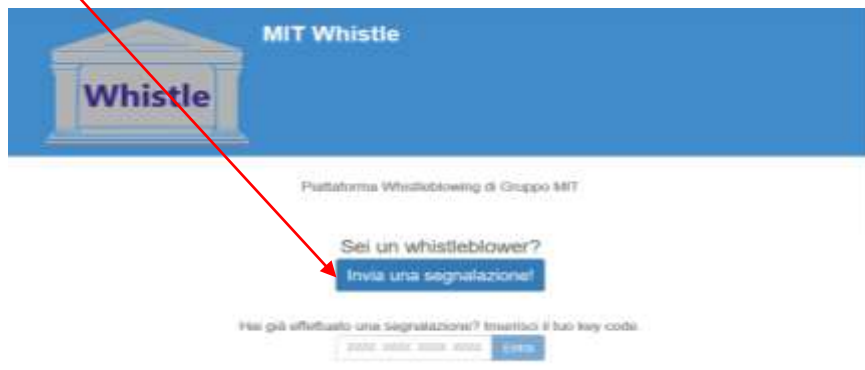 MIT Whistle
Whistle
Piattaforma Whistleblowing di Gruppo MIT
Sei un whistleblower?
Invia una segnalazione!
Hai già effettuato una segnalazione? Inserisci il tuo key code.
#### #### #### #### Entra